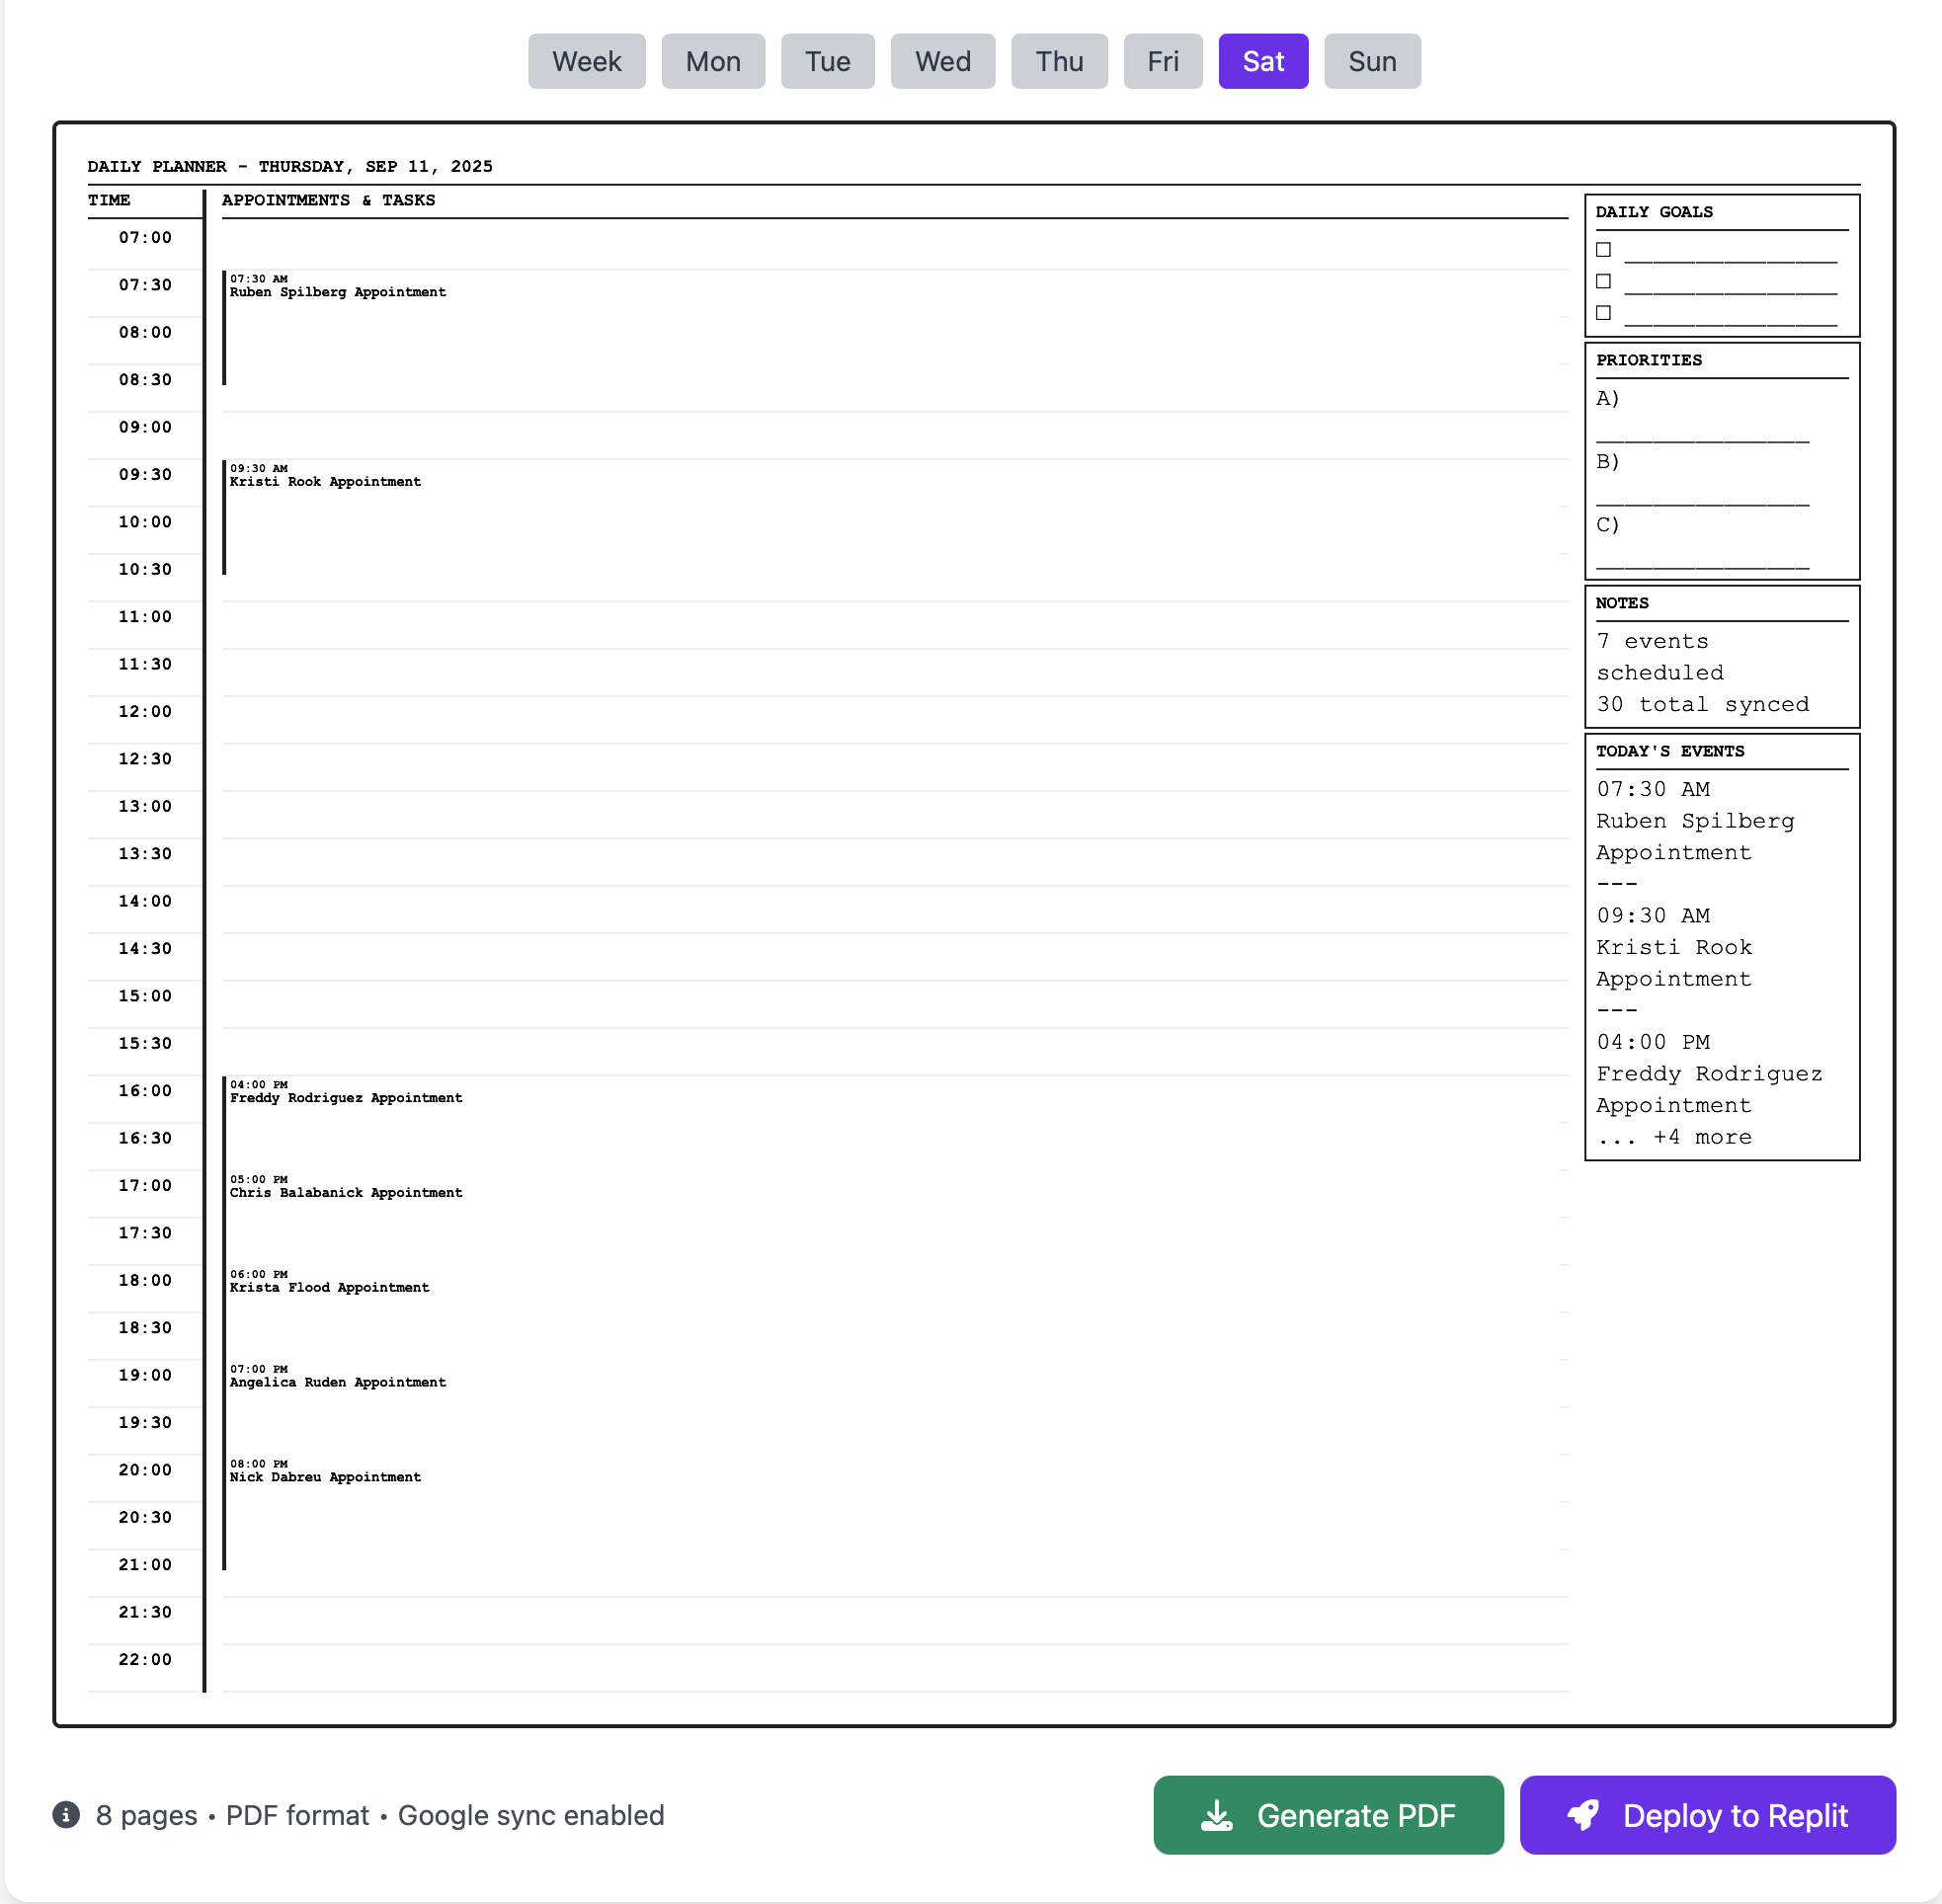 Week Mon Tue Wed Thu Fri Sat Sun
DAILY PLANNER - THURSDAY, SEP 11, 2025
TIME
07:00
07:30
08:00
08:30
09:00
09:30
10:00
10:30
11:00
11:30
12:00
12:30
13:00
13:30
14:00
14:30
15:00
15:30
16:00
16:30
17:00
17:30
18:00
18:30
19:00
19:30
20:00
20:30
21:00
21:30
22:00
APPOINTMENTS & TASKS
07:30 AM
Ruben Spilberg Appointment
09:30 AM
Kristi Rook Appointment
04:00 PM
Freddy Rodriguez Appointment
05:00 PM
Chris Balabanick Appointment
06:00 PM
Krista Flood Appointment
07:00 PM
Angelica Ruden Appointment
08:00 PM
Nick Dabreu Appointment
DAILY GOALS
☐ _______________
☐ _______________
☐ _______________
PRIORITIES
A)
_______________
B)
_______________
C)
_______________
NOTES
7 events
scheduled
30 total synced
TODAY'S EVENTS
07:30 AM
Ruben Spilberg
Appointment
---
09:30 AM
Kristi Rook
Appointment
---
04:00 PM
Freddy Rodriguez
Appointment
... +4 more
8 pages • PDF format • Google sync enabled
Generate PDF
Deploy to Replit